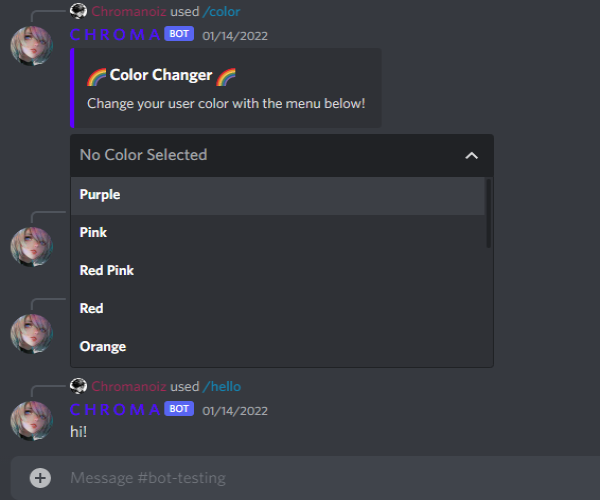 Chromanoiz used /color
CHROMA BOT 01/14/2022
🌈 Color Changer 🌈
Change your user color with the menu below!
No Color Selected
Purple
Pink
Red Pink
Red
Orange
Chromanoiz used /hello
CHROMA BOT 01/14/2022
hi!
Message #bot-testing